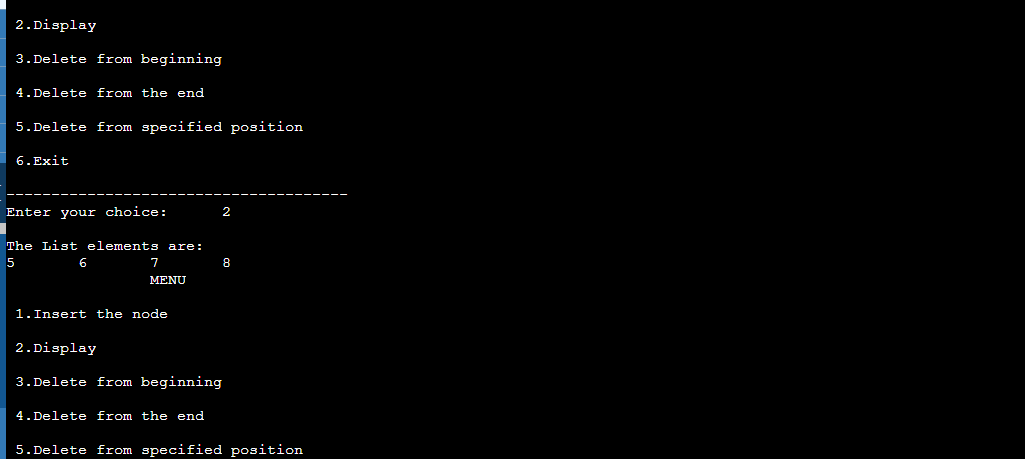 2.Display
3.Delete from beginning
4.Delete from the end
5.Delete from specified position
6.Exit
--------------------------------------
Enter your choice: 2
The List elements are:
5 6 7 8
MENU
1.Insert the node
2.Display
3.Delete from beginning
4.Delete from the end
5.Delete from specified position